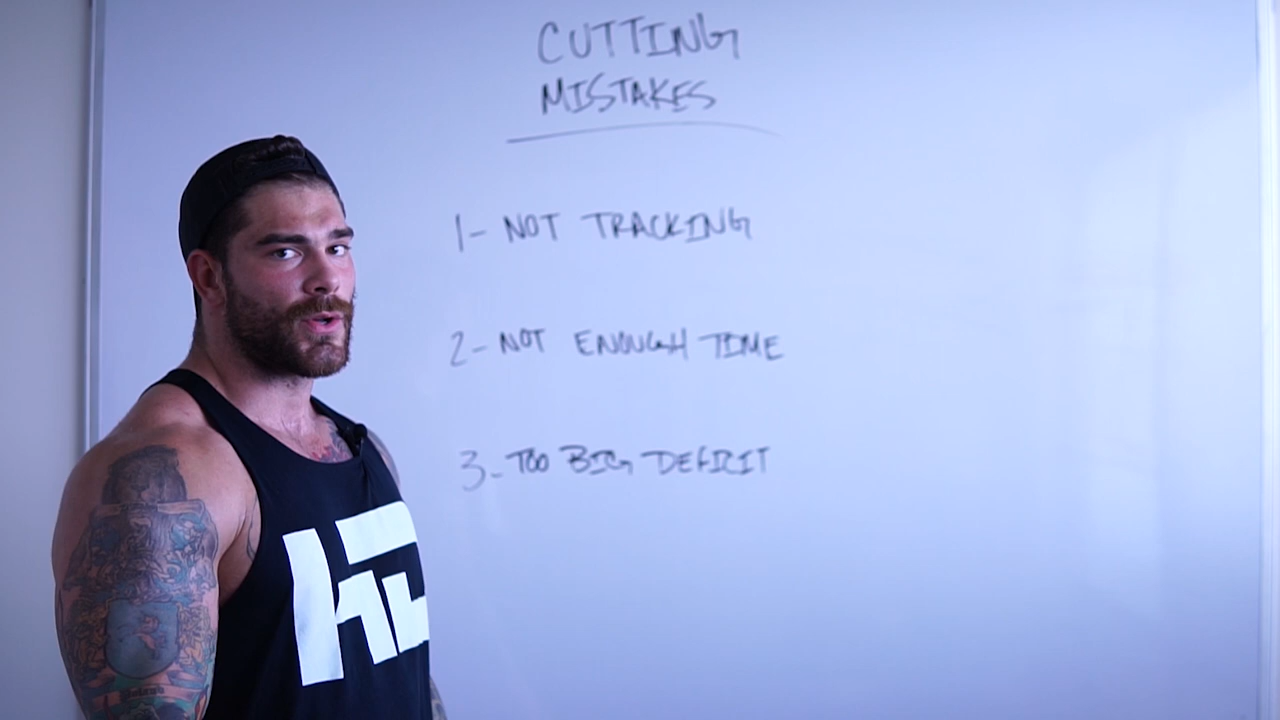 CUTTING
MISTAKES
1- NOT TRACKING
2- NOT ENOUGH TIME
3- TOO BIG DEFICIT